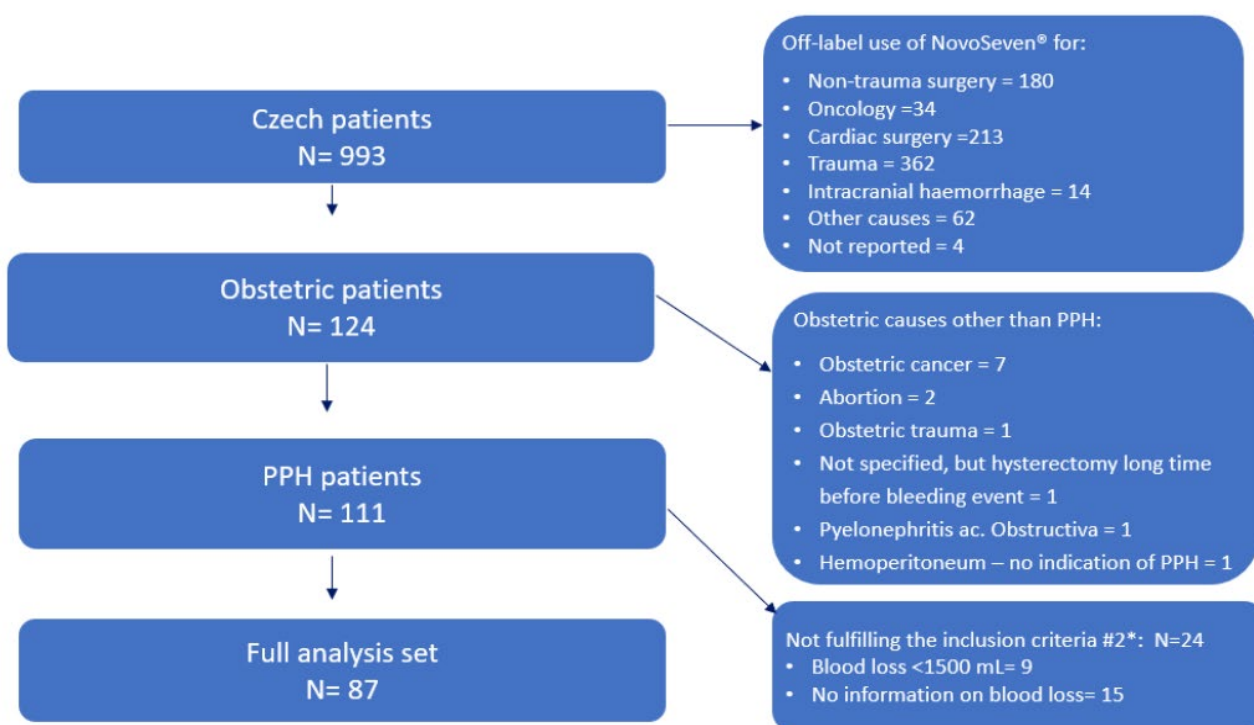 Czech patients
N= 993
Off-label use of NovoSeven® for:
• Non-trauma surgery = 180
• Oncology =34
• Cardiac surgery =213
• Trauma = 362
• Intracranial haemorrhage = 14
• Other causes = 62
• Not reported = 4
Obstetric patients
N= 124
Obstetric causes other than PPH:
• Obstetric cancer = 7
• Abortion = 2
• Obstetric trauma = 1
• Not specified, but hysterectomy long time
before bleeding event = 1
• Pyelonephritis ac. Obstructiva = 1
• Hemoperitoneum – no indication of PPH = 1
PPH patients
N= 111
Not fulfilling the inclusion criteria #2*:  N=24
• Blood loss <1500 mL= 9
• No information on blood loss= 15
Full analysis set
N= 87